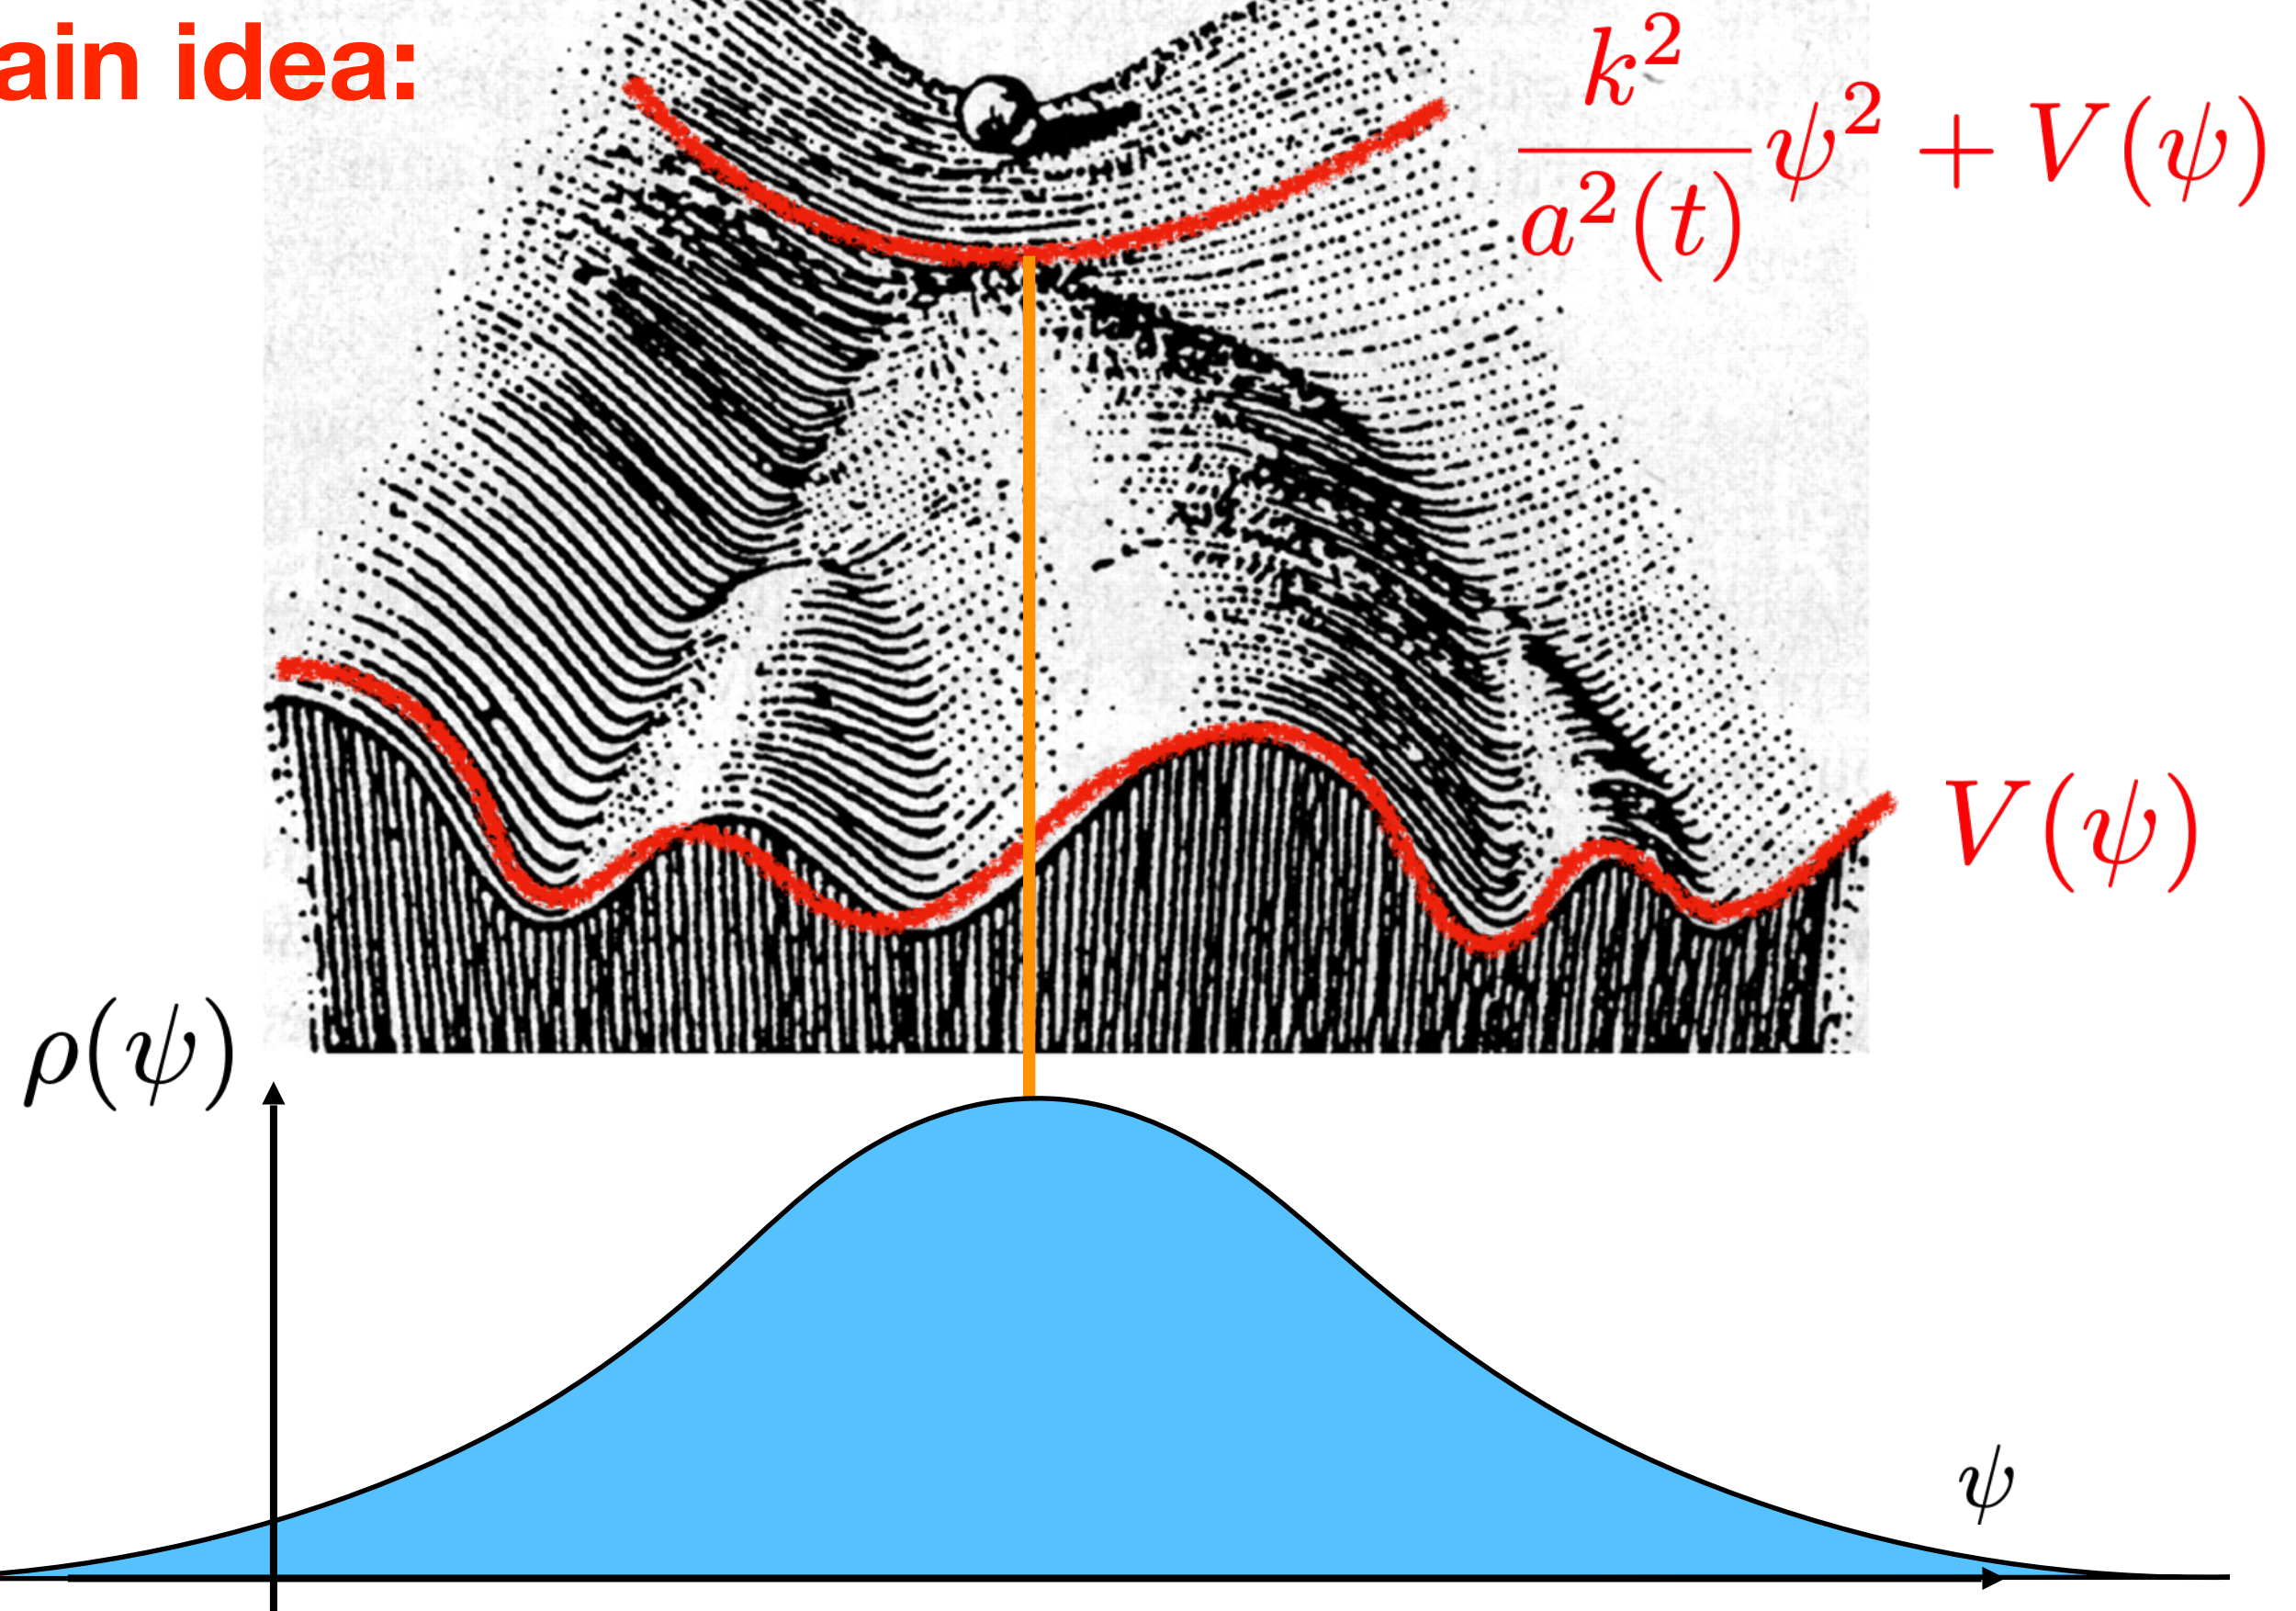 ain idea:
k²/a²(t) ψ² + V(ψ)
V(ψ)
ρ(ψ)
ψ